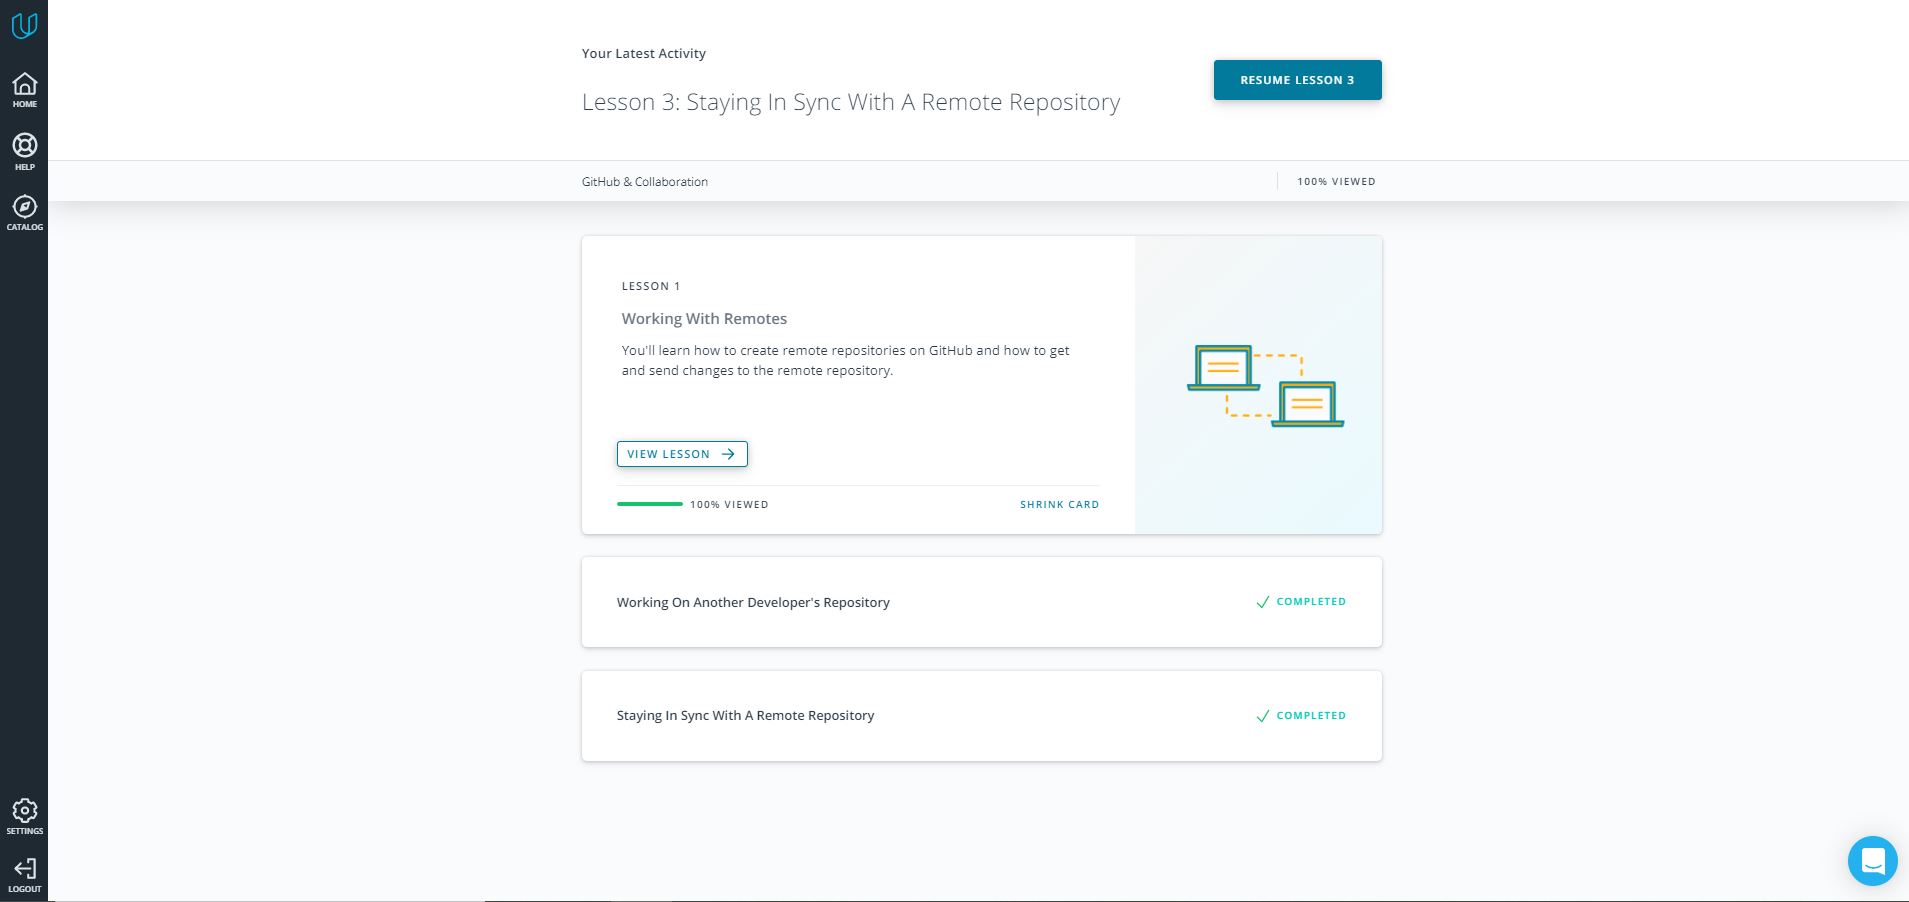 HOME
HELP
CATALOG
SETTINGS
LOGOUT
Your Latest Activity
Lesson 3: Staying In Sync With A Remote Repository
RESUME LESSON 3
GitHub & Collaboration
100% VIEWED
LESSON 1
Working With Remotes
You'll learn how to create remote repositories on GitHub and how to get
and send changes to the remote repository.
VIEW LESSON
100% VIEWED
SHRINK CARD
Working On Another Developer's Repository
COMPLETED
Staying In Sync With A Remote Repository
COMPLETED